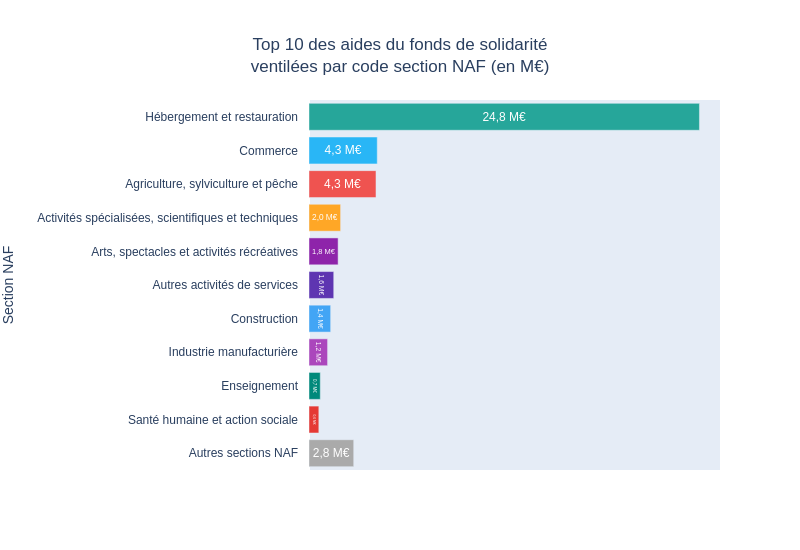 Top 10 des aides du fonds de solidarité
ventilées par code section NAF (en M€)
Section NAF
Hébergement et restauration 24,8 M€
Commerce 4,3 M€
Agriculture, sylviculture et pêche 4,3 M€
Activités spécialisées, scientifiques et techniques 2,0 M€
Arts, spectacles et activités récréatives 1,8 M€
Autres activités de services 1,6 M€
Construction 1,4 M€
Industrie manufacturière 1,2 M€
Enseignement 0,7 M€
Santé humaine et action sociale
Autres sections NAF 2,8 M€